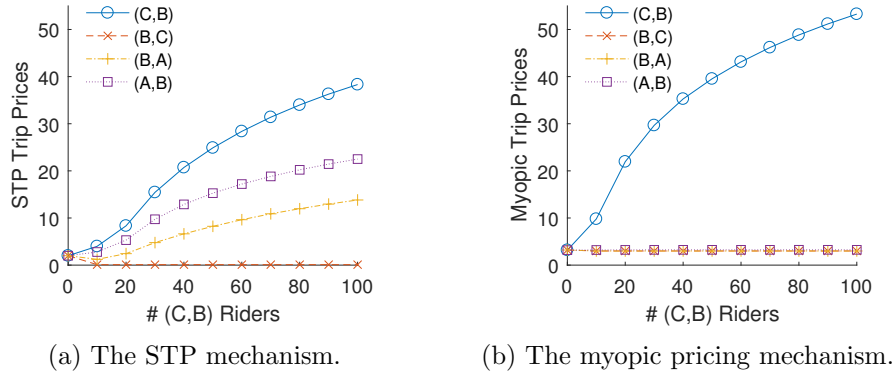 (C,B)
(B,C)
(B,A)
(A,B)
STP Trip Prices
50
40
30
20
10
0
0 20 40 60 80 100
# (C,B) Riders
(a) The STP mechanism.
(C,B)
(B,C)
(B,A)
(A,B)
Myopic Trip Prices
50
40
30
20
10
0
0 20 40 60 80 100
# (C,B) Riders
(b) The myopic pricing mechanism.